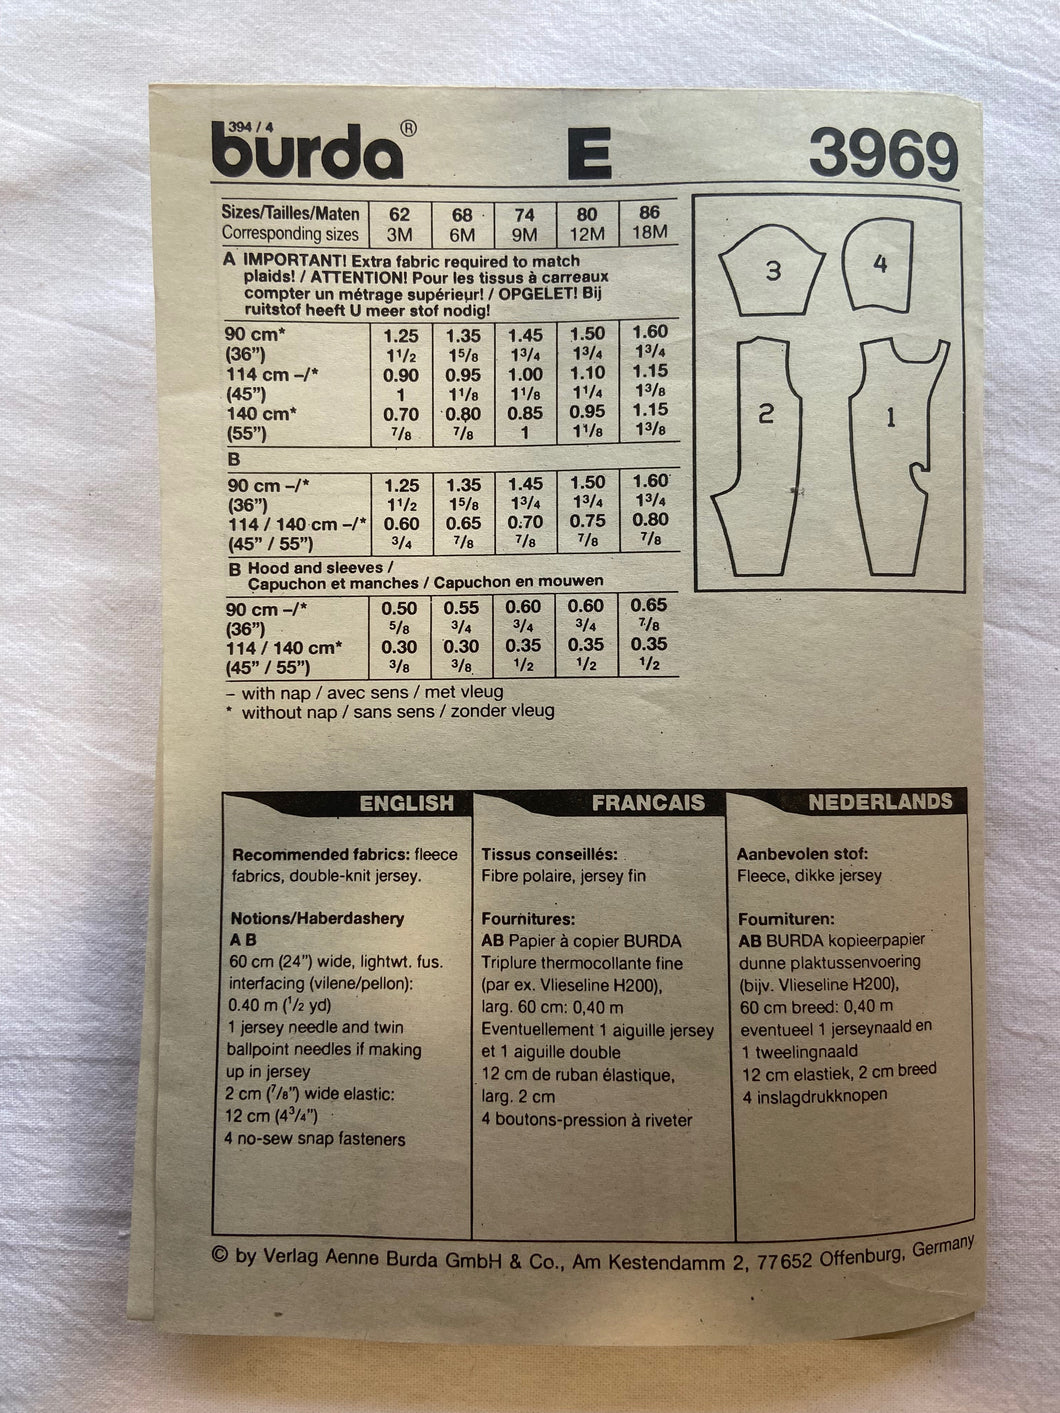 394 / 4
burda® E 3969
Sizes/Tailles/Maten 62 68 74 80 86
Corresponding sizes 3M 6M 9M 12M 18M
A IMPORTANT! Extra fabric required to match
plaids! / ATTENTION! Pour les tissus à carreaux
compter un métrage supérieur! / OPGELET! Bij
ruitstof heeft U meer stof nodig!
90 cm* 1.25 1.35 1.45 1.50 1.60
(36”) 1 1/2 1 5/8 1 3/4 1 3/4 1 3/4
114 cm –/* 0.90 0.95 1.00 1.10 1.15
(45”) 1 1 1/8 1 1/8 1 1/4 1 3/8
140 cm* 0.70 0.80 0.85 0.95 1.15
(55”) 7/8 7/8 1 1 1/8 1 3/8
B
90 cm –/* 1.25 1.35 1.45 1.50 1.60
(36”) 1 1/2 1 5/8 1 3/4 1 3/4 1 3/4
114 / 140 cm –/* 0.60 0.65 0.70 0.75 0.80
(45” / 55”) 3/4 7/8 7/8 7/8 7/8
B Hood and sleeves /
Capuchon et manches / Capuchon en mouwen
90 cm –/* 0.50 0.55 0.60 0.60 0.65
(36”) 5/8 3/4 3/4 3/4 7/8
114 / 140 cm* 0.30 0.30 0.35 0.35 0.35
(45” / 55”) 3/8 3/8 1/2 1/2 1/2
– with nap / avec sens / met vleug
* without nap / sans sens / zonder vleug
3 4
2 1
ENGLISH
Recommended fabrics: fleece
fabrics, double-knit jersey.
Notions/Haberdashery
A B
60 cm (24”) wide, lightwt. fus.
interfacing (vilene/pellon):
0.40 m (1/2 yd)
1 jersey needle and twin
ballpoint needles if making
up in jersey
2 cm (7/8”) wide elastic:
12 cm (4 3/4”)
4 no-sew snap fasteners
FRANCAIS
Tissus conseillés:
Fibre polaire, jersey fin
Fournitures:
AB Papier à copier BURDA
Triplure thermocollante fine
(par ex. Vlieseline H200),
larg. 60 cm: 0,40 m
Eventuellement 1 aiguille jersey
et 1 aiguille double
12 cm de ruban élastique,
larg. 2 cm
4 boutons-pression à riveter
NEDERLANDS
Aanbevolen stof:
Fleece, dikke jersey
Fournituren:
AB BURDA kopieerpapier
dunne plaktussenvoering
(bijv. Vlieseline H200),
60 cm breed: 0,40 m
eventueel 1 jerseynaald en
1 tweelingnaald
12 cm elastiek, 2 cm breed
4 inslagdrukknopen
© by Verlag Aenne Burda GmbH & Co., Am Kestendamm 2, 77652 Offenburg, Germany